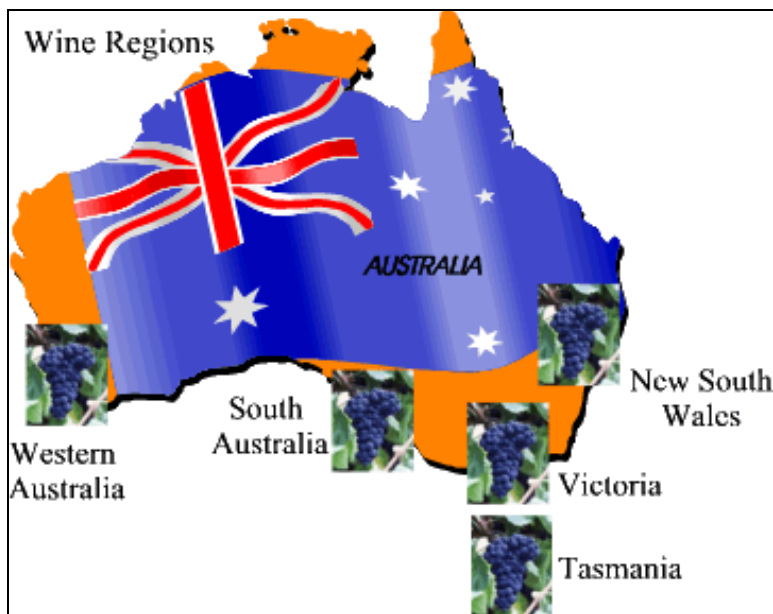 Wine Regions
AUSTRALIA
New South
Wales
South
Australia
Western
Australia
Victoria
Tasmania